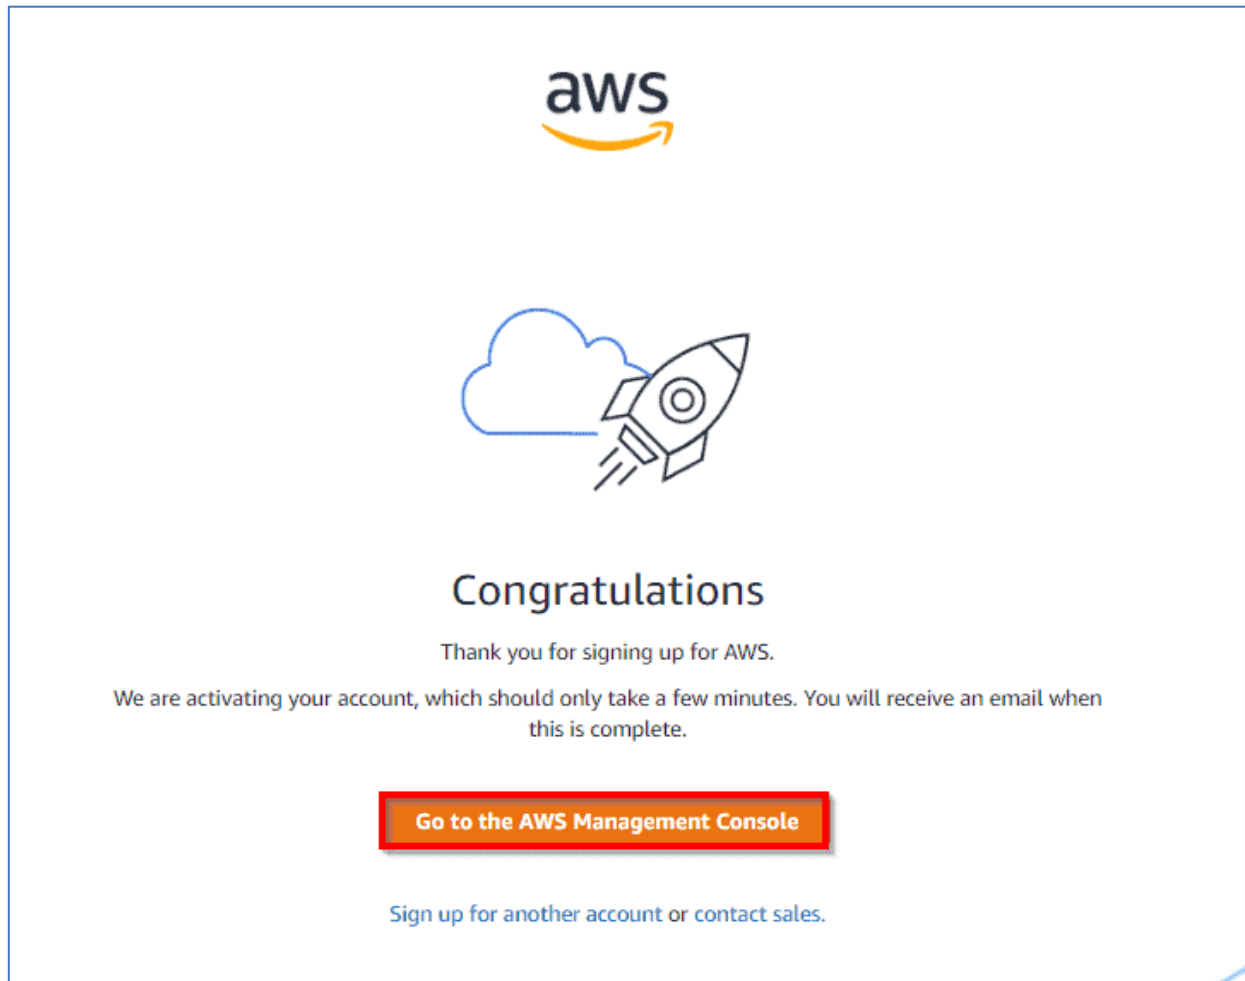 aws
Congratulations
Thank you for signing up for AWS.
We are activating your account, which should only take a few minutes. You will receive an email when
this is complete.
Go to the AWS Management Console
Sign up for another account or contact sales.